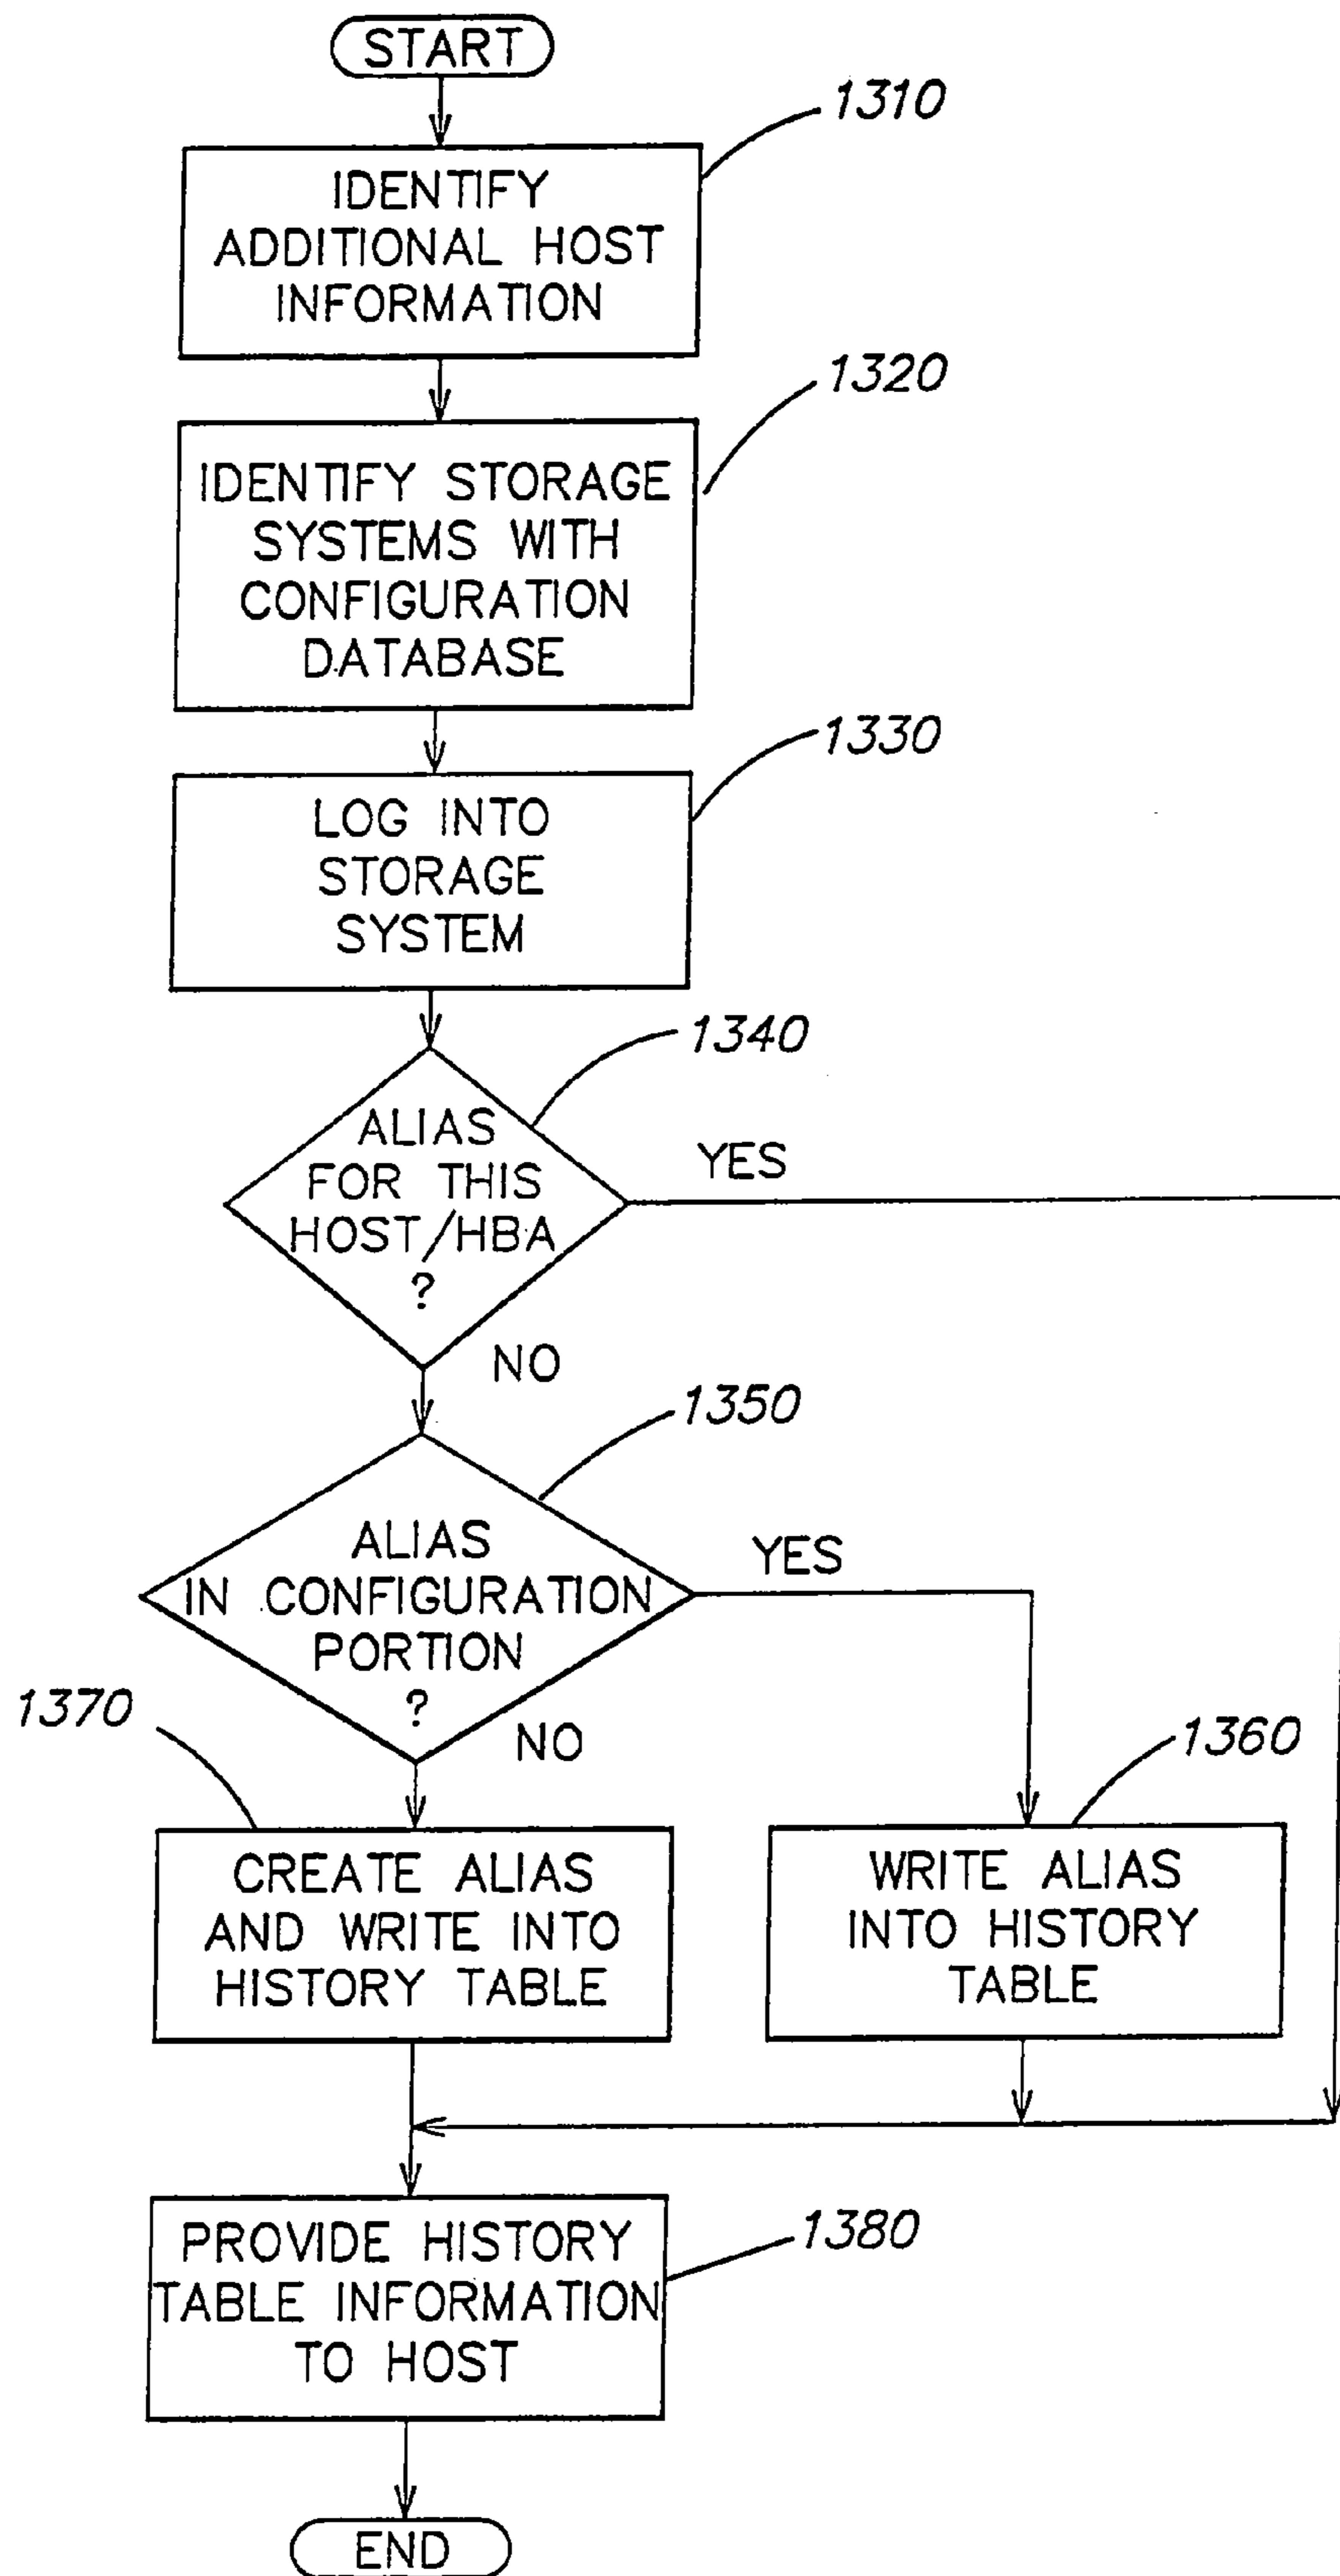 START
1310
IDENTIFY
ADDITIONAL HOST
INFORMATION
1320
IDENTIFY STORAGE
SYSTEMS WITH
CONFIGURATION
DATABASE
1330
LOG INTO
STORAGE
SYSTEM
1340
ALIAS
FOR THIS
HOST/HBA
?
YES
NO
1350
ALIAS
IN CONFIGURATION
PORTION
?
YES
NO
1370
1360
CREATE ALIAS
AND WRITE INTO
HISTORY TABLE
WRITE ALIAS
INTO HISTORY
TABLE
1380
PROVIDE HISTORY
TABLE INFORMATION
TO HOST
END